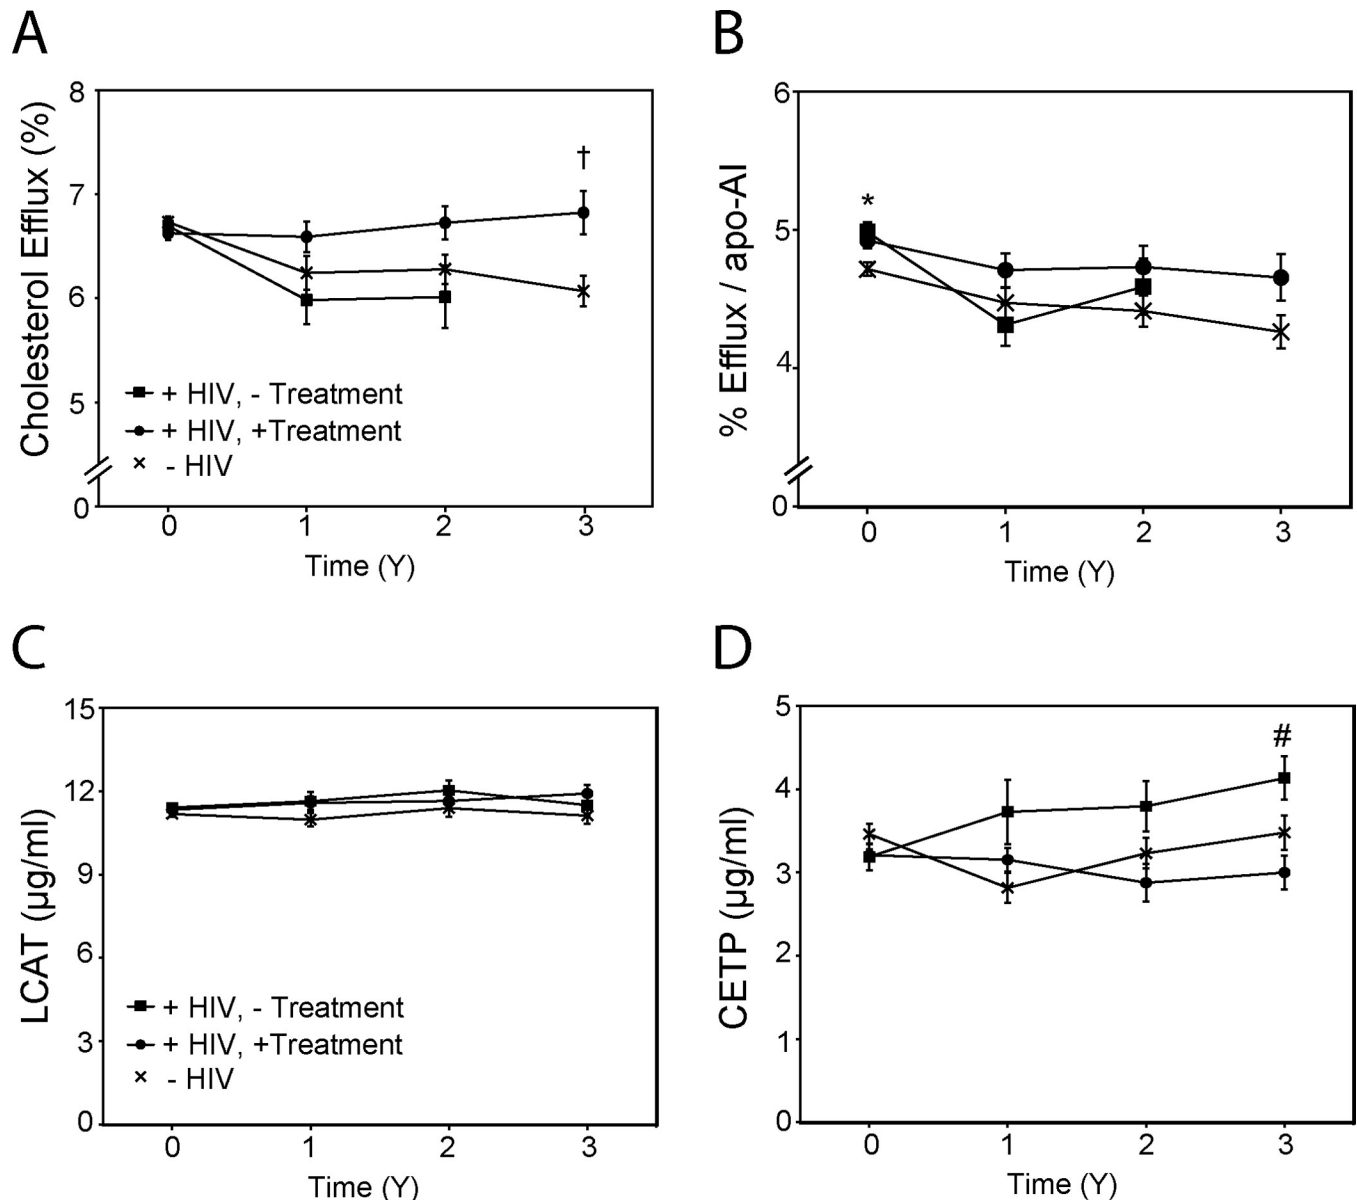 A
Cholesterol Efflux (%)
8
7
6
5
0
†
+ HIV, - Treatment
+ HIV, +Treatment
- HIV
0 1 2 3
Time (Y)
B
% Efflux / apo-AI
6
5
4
0
*
0 1 2 3
Time (Y)
C
LCAT (μg/ml)
15
12
9
6
3
0
+ HIV, - Treatment
+ HIV, +Treatment
- HIV
0 1 2 3
Time (Y)
D
CETP (μg/ml)
5
4
3
2
1
0
#
0 1 2 3
Time (Y)